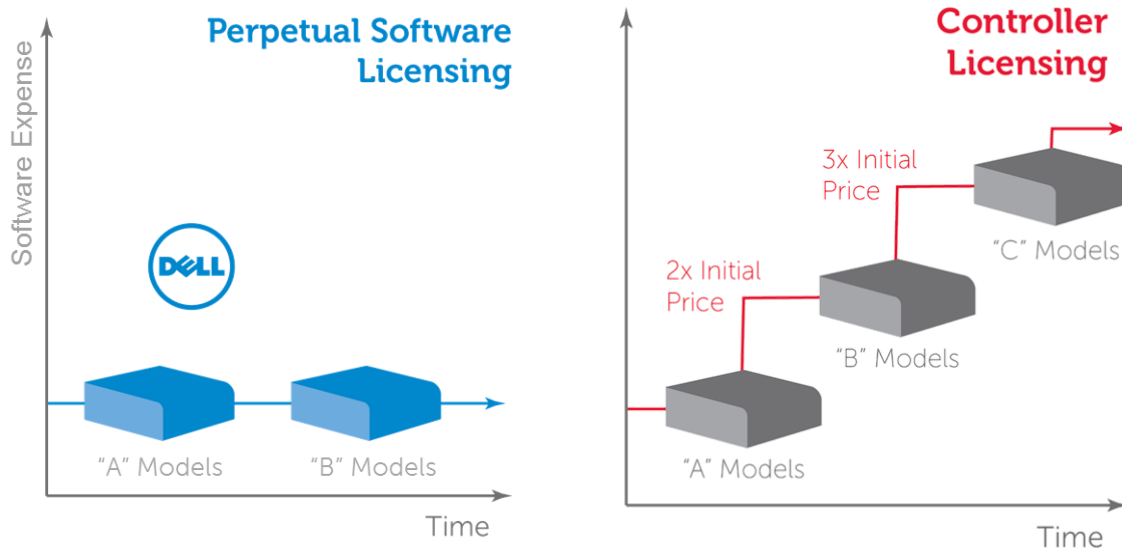 Perpetual Software
Licensing
Software Expense
DELL
“A” Models
“B” Models
Time
Controller
Licensing
3x Initial
Price
“C” Models
2x Initial
Price
“B” Models
“A” Models
Time